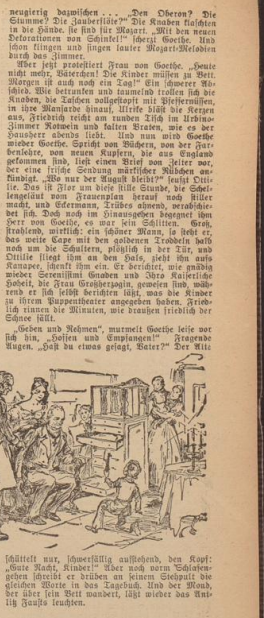 neugierig dazwischen... „Den Oberon? Die
Stumme? Die Zauberflöte?" Die Knaben klatschten
in die Hände, sie sind für Mozart. „Mit den neuen
Dekorationen von Schinkel!" scherzt Goethe. Und
schon klingen und singen lauter Mozart-Melodien
durch das Zimmer.
Aber jetzt protestiert Frau von Goethe. „Heute
nicht mehr, Väterchen! Die Kinder müssen zu Bett.
Morgen ist auch noch ein Tag!" Ein schwerer Ab-
schied. Wie betrunken und taumelnd trollen sich die
Knaben, die Taschen vollgestopft mit Pfeffernüssen,
in ihre Mansarde hinauf, Ulrike bläst die Kerzen
aus, Friedrich reicht am runden Tisch im Urbino-
Zimmer Rotwein und kalten Braten, wie es der
Hausherr abends liebt. Und nun wird Goethe
wieder Goethe. Spricht von Büchern, von der Far-
benlehre, von neuen Kupfern, die aus England
gekommen sind, liest einen Brief von Zelter vor,
der eine frische Sendung märkischer Rübchen an-
kündigt. „Wo nur der August bleibt?" seufzt Otti-
lie. Das ist Flor um diese stille Stunde, die Schel-
lengeläut vom Frauenplan herauf noch stiller
macht, und Eckermann, Trübes ahnend, verabschie-
det sich. Doch noch im Hinausgehen begegnet ihm
Herr von Goethe, es war sein Schlitten. Groß,
strahlend, wirklich: ein schöner Mann, so steht er,
das weite Cape mit den goldenen Troddeln halb
noch um die Schultern, plötzlich in der Tür, und
Ottilie fliegt ihm an den Hals, zieht ihn aufs
Kanapee, schenkt ihm ein. Er berichtet, wie gnädig
wieder Serenissimi Gnaden und Ihro Kaiserliche
Hoheit, die Frau Großherzogin, gewesen sind, wäh-
rend er sich selbst berichten läßt, was die Kinder
zu ihrem Puppentheater angegeben haben. Fried-
lich rinnen die Minuten, wie draußen friedlich der
Schnee fällt.
„Geben und Nehmen", murmelt Goethe leise vor
sich hin, „Hoffen und Empfangen!" Fragende
Augen. „Hast du etwas gesagt, Vater?" Der Alte
schüttelt nur, schwerfällig aufstehend, den Kopf:
„Gute Nacht, Kinder!" Aber noch vorm Schlafen-
gehen schreibt er drüben an seinem Stehpult die
gleichen Worte in das Tagebuch. Und der Mond,
der über sein Bett wandert, läßt wieder das Ant-
litz Fausts leuchten.